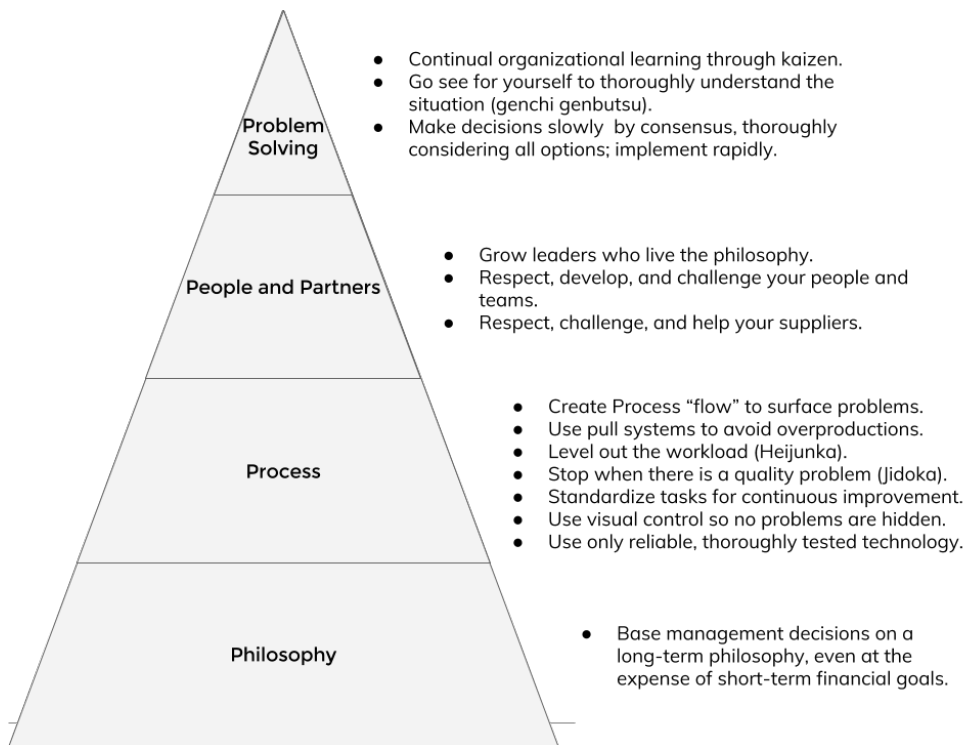 Problem
Solving
● Continual organizational learning through kaizen.
● Go see for yourself to thoroughly understand the
situation (genchi genbutsu).
● Make decisions slowly by consensus, thoroughly
considering all options; implement rapidly.
People and Partners
● Grow leaders who live the philosophy.
● Respect, develop, and challenge your people and
teams.
● Respect, challenge, and help your suppliers.
Process
● Create Process “flow” to surface problems.
● Use pull systems to avoid overproductions.
● Level out the workload (Heijunka).
● Stop when there is a quality problem (Jidoka).
● Standardize tasks for continuous improvement.
● Use visual control so no problems are hidden.
● Use only reliable, thoroughly tested technology.
Philosophy
● Base management decisions on a
long-term philosophy, even at the
expense of short-term financial goals.